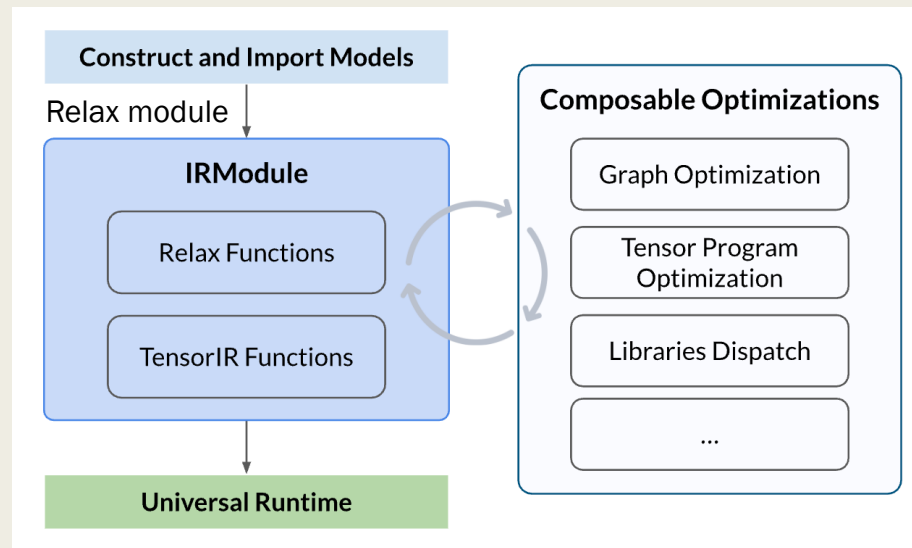 Construct and Import Models
Relax module
IRModule
Relax Functions
TensorIR Functions
Universal Runtime
Composable Optimizations
Graph Optimization
Tensor Program
Optimization
Libraries Dispatch
...